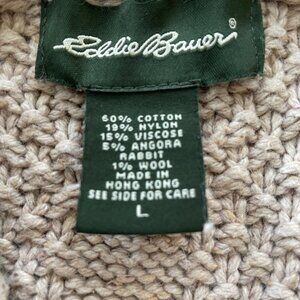 Eddie Bauer®
60% COTTON
19% NYLON
15% VISCOSE
5% ANGORA
RABBIT
1% WOOL
MADE IN
HONG KONG
SEE SIDE FOR CARE
L